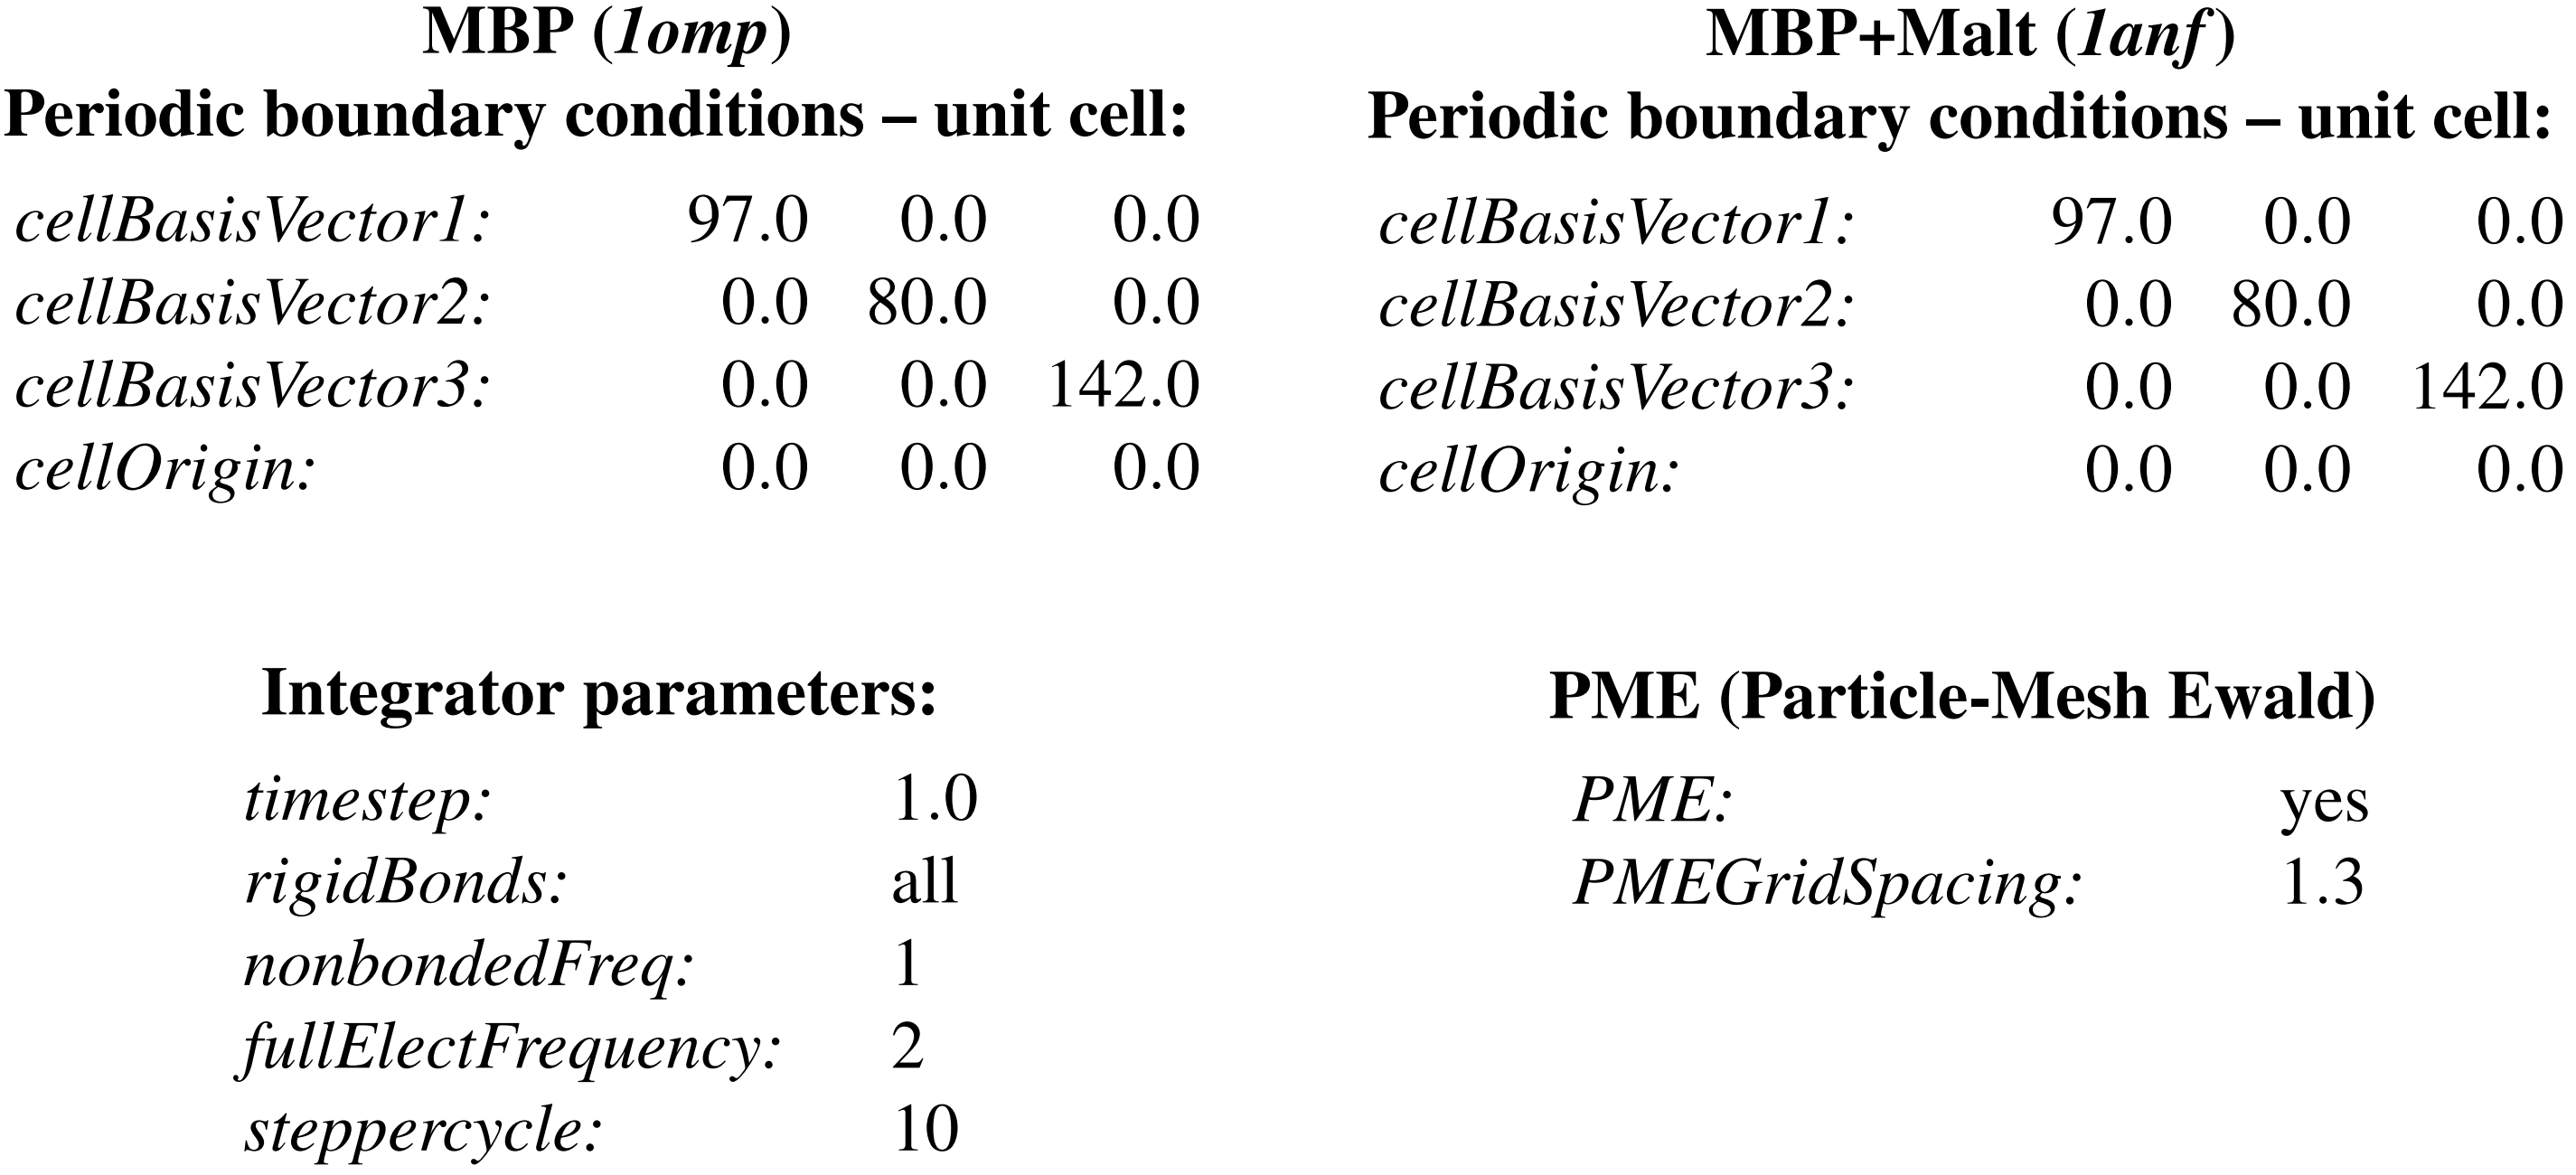 MBP (1omp)
Periodic boundary conditions – unit cell:
cellBasisVector1: 97.0 0.0 0.0
cellBasisVector2: 0.0 80.0 0.0
cellBasisVector3: 0.0 0.0 142.0
cellOrigin: 0.0 0.0 0.0
MBP+Malt (1anf)
Periodic boundary conditions – unit cell:
cellBasisVector1: 97.0 0.0 0.0
cellBasisVector2: 0.0 80.0 0.0
cellBasisVector3: 0.0 0.0 142.0
cellOrigin: 0.0 0.0 0.0
Integrator parameters:
timestep: 1.0
rigidBonds: all
nonbondedFreq: 1
fullElectFrequency: 2
steppercycle: 10
PME (Particle-Mesh Ewald)
PME: yes
PMEGridSpacing: 1.3